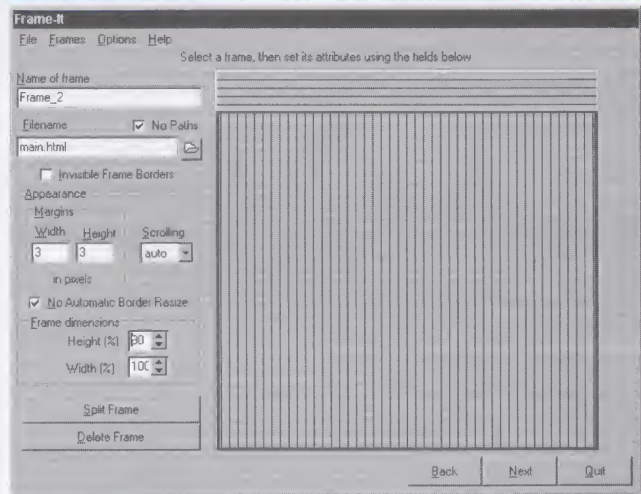 Frame-It
File Frames Options Help
Select a frame, then set its attributes using the fields below
Name of frame
Frame_2
Filename No Paths
main.html
Invisible Frame Borders
Appearance
Margins
Width Height Scrolling
3 3 auto
in pixels
No Automatic Border Resize
Frame dimensions
Height (%)
Width (%) 100
Split Frame
Delete Frame
Back Next Quit